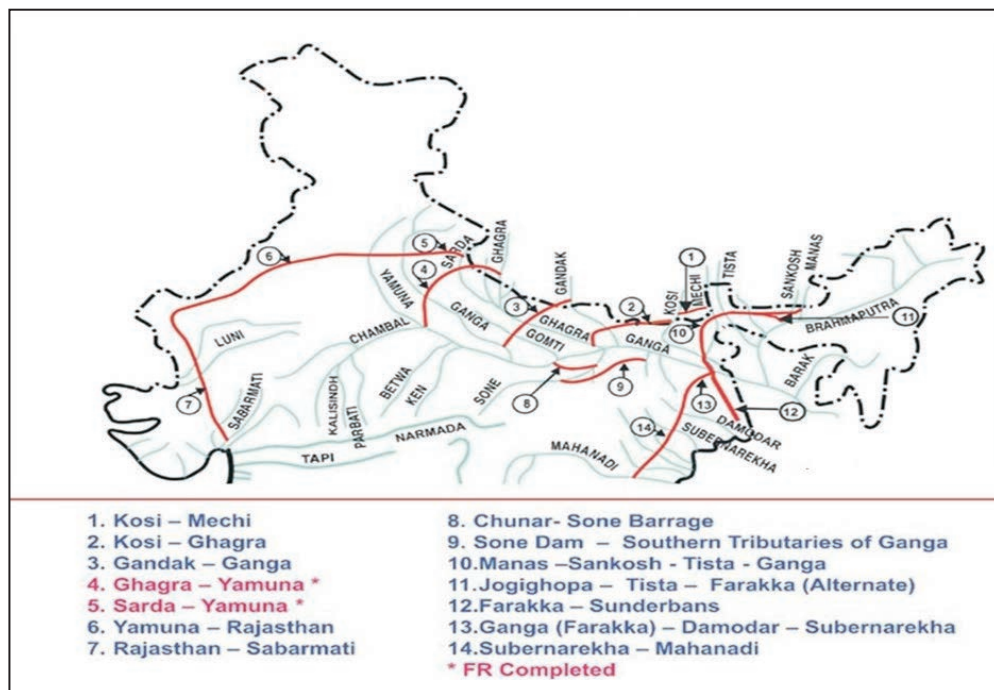 5
SARDA
GHAGRA
6
4
YAMUNA
GANDAK
1
KOSI
MECHI
TISTA
SANKOSH
MANAS
2
3
GHAGRA
GANGA
CHAMBAL
GOMTI
GANGA
10
BRAHMAPUTRA
11
LUNI
BARAK
7
SABARMATI
KALISINDH
PARBATI
BETWA
KEN
SONE
8
9
13
12
DAMODAR
SUBERNAREKHA
14
NARMADA
TAPI
MAHANADI
1. Kosi – Mechi
2. Kosi – Ghagra
3. Gandak – Ganga
4. Ghagra – Yamuna *
5. Sarda – Yamuna *
6. Yamuna – Rajasthan
7. Rajasthan – Sabarmati
8. Chunar- Sone Barrage
9. Sone Dam – Southern Tributaries of Ganga
10.Manas –Sankosh - Tista - Ganga
11.Jogighopa – Tista – Farakka (Alternate)
12.Farakka – Sunderbans
13.Ganga (Farakka) – Damodar – Subernarekha
14.Subernarekha – Mahanadi
* FR Completed